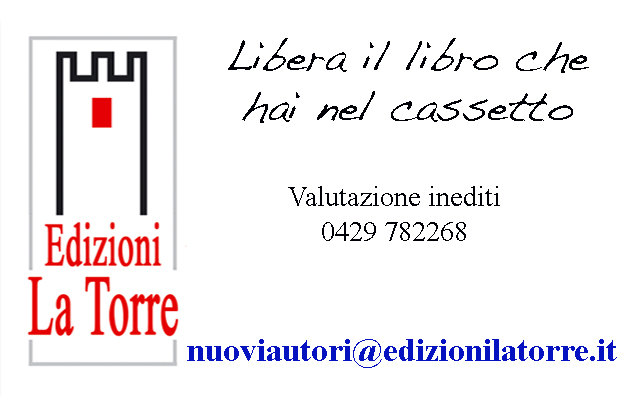 Libera il libro che
hai nel cassetto
Valutazione inediti
0429 782268
Edizioni
La Torre
nuoviautori@edizionilatorre.it